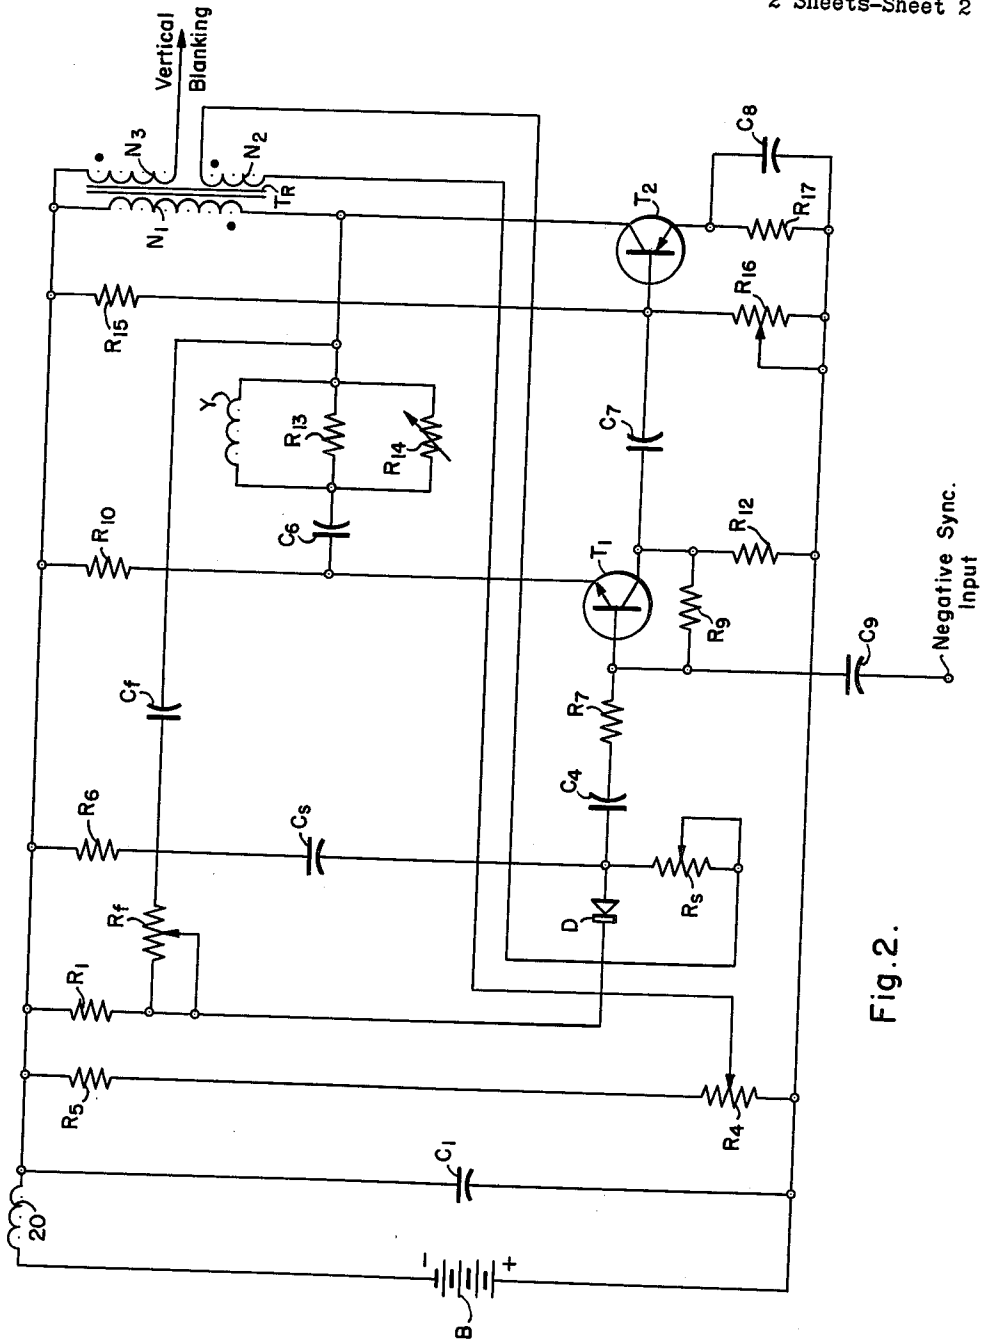 2 Sheets-Sheet 2
Vertical
Blanking
N3
N2
TR
N1
R15
Y
R13
R14
C6
R10
Cf
R6
Cs
Rf
R1
R5
20
C1
B
-
+
C8
T2
R17
R16
C7
R12
T1
R9
C9
Negative Sync.
Input
R7
C4
D
Rs
R4
Fig.2.